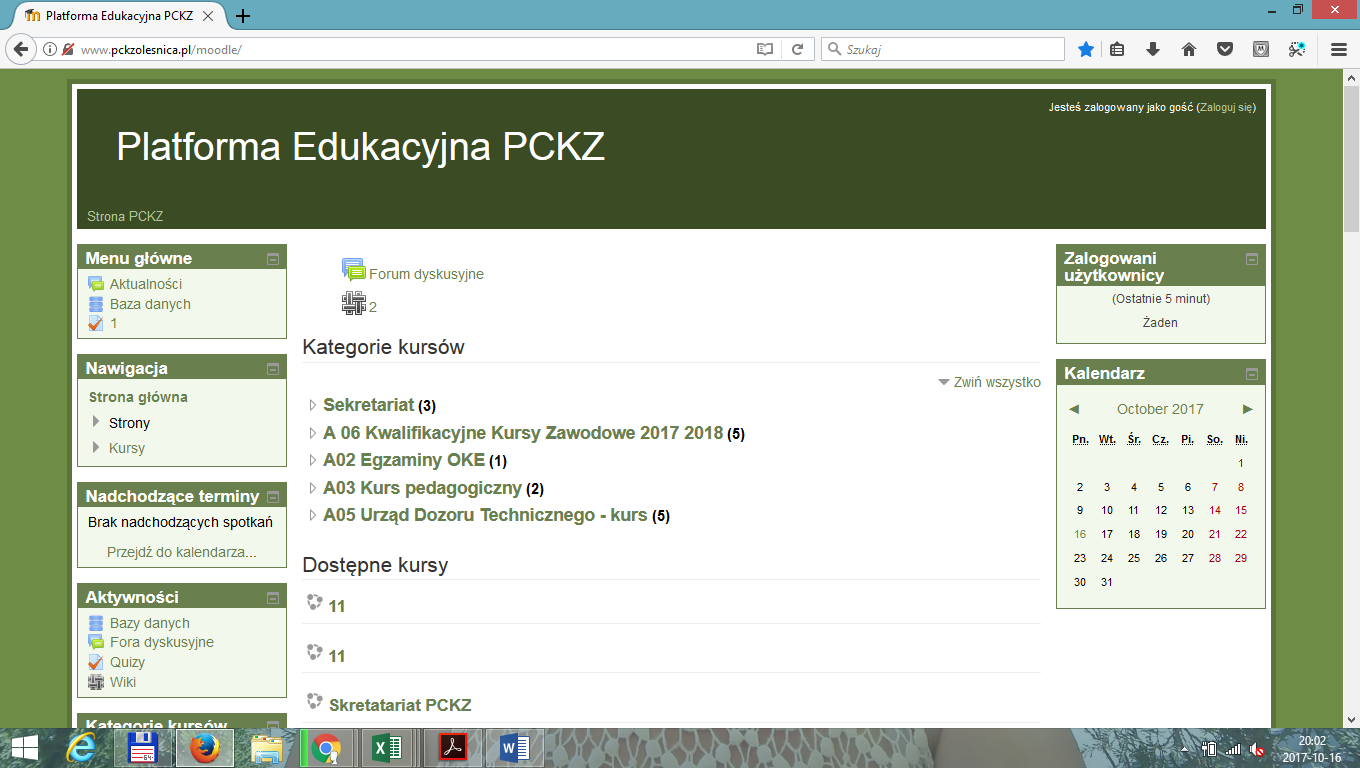 Platforma Edukacyjna PCKZ
www.pckzolesnica.pl/moodle/
Szukaj
Jesteś zalogowany jako gość (Zaloguj się)
Platforma Edukacyjna PCKZ
Strona PCKZ
Menu główne
Aktualności
Baza danych
1
Nawigacja
Strona główna
Strony
Kursy
Nadchodzące terminy
Brak nadchodzących spotkań
Przejdź do kalendarza...
Aktywności
Bazy danych
Fora dyskusyjne
Quizy
Wiki
Kategorie kursów
Forum dyskusyjne
2
Kategorie kursów
Zwiń wszystko
Sekretariat (3)
A 06 Kwalifikacyjne Kursy Zawodowe 2017 2018 (5)
A02 Egzaminy OKE (1)
A03 Kurs pedagogiczny (2)
A05 Urząd Dozoru Technicznego - kurs (5)
Dostępne kursy
11
11
Skretatariat PCKZ
Zalogowani
użytkownicy
(Ostatnie 5 minut)
Żaden
Kalendarz
October 2017
Pn. Wt. Śr. Cz. Pi. So. Ni.
1
2 3 4 5 6 7 8
9 10 11 12 13 14 15
16 17 18 19 20 21 22
23 24 25 26 27 28 29
30 31
64
20:02
2017-10-16